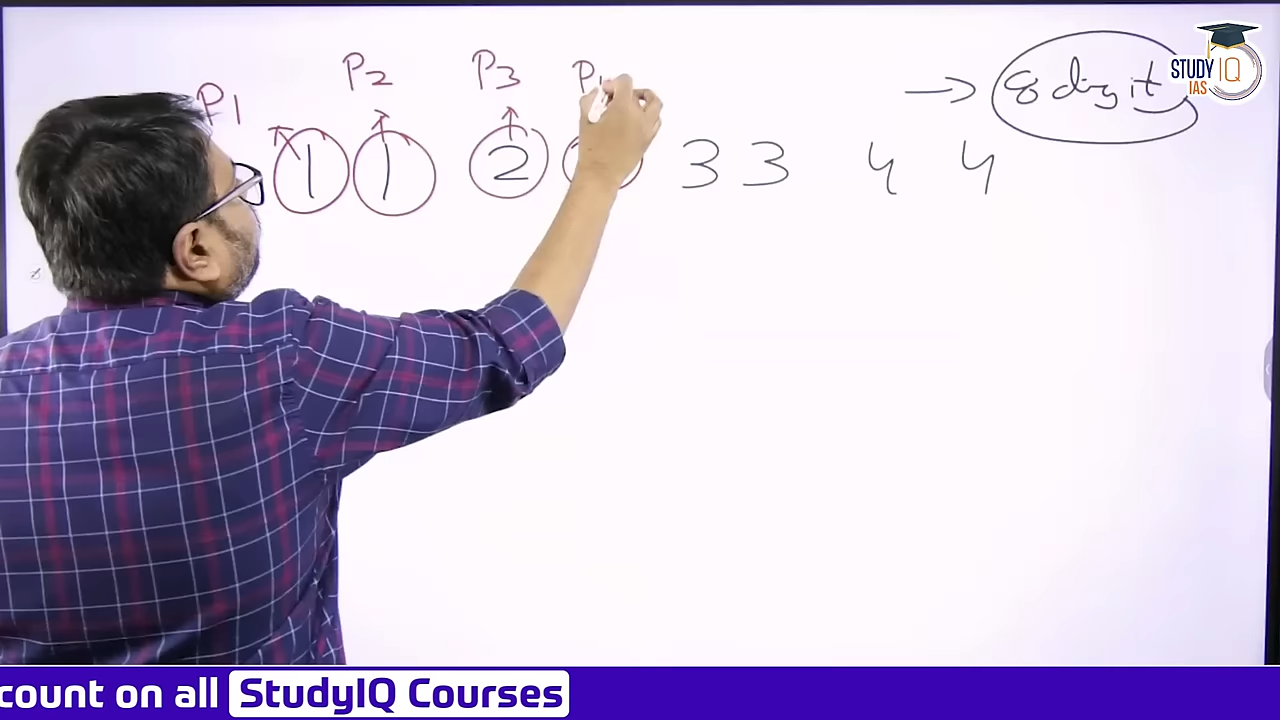 P1 P2 P3 P → 8 digit
1 1 2 3 3 4 4
STUDY IQ
IAS
count on all StudyIQ Courses